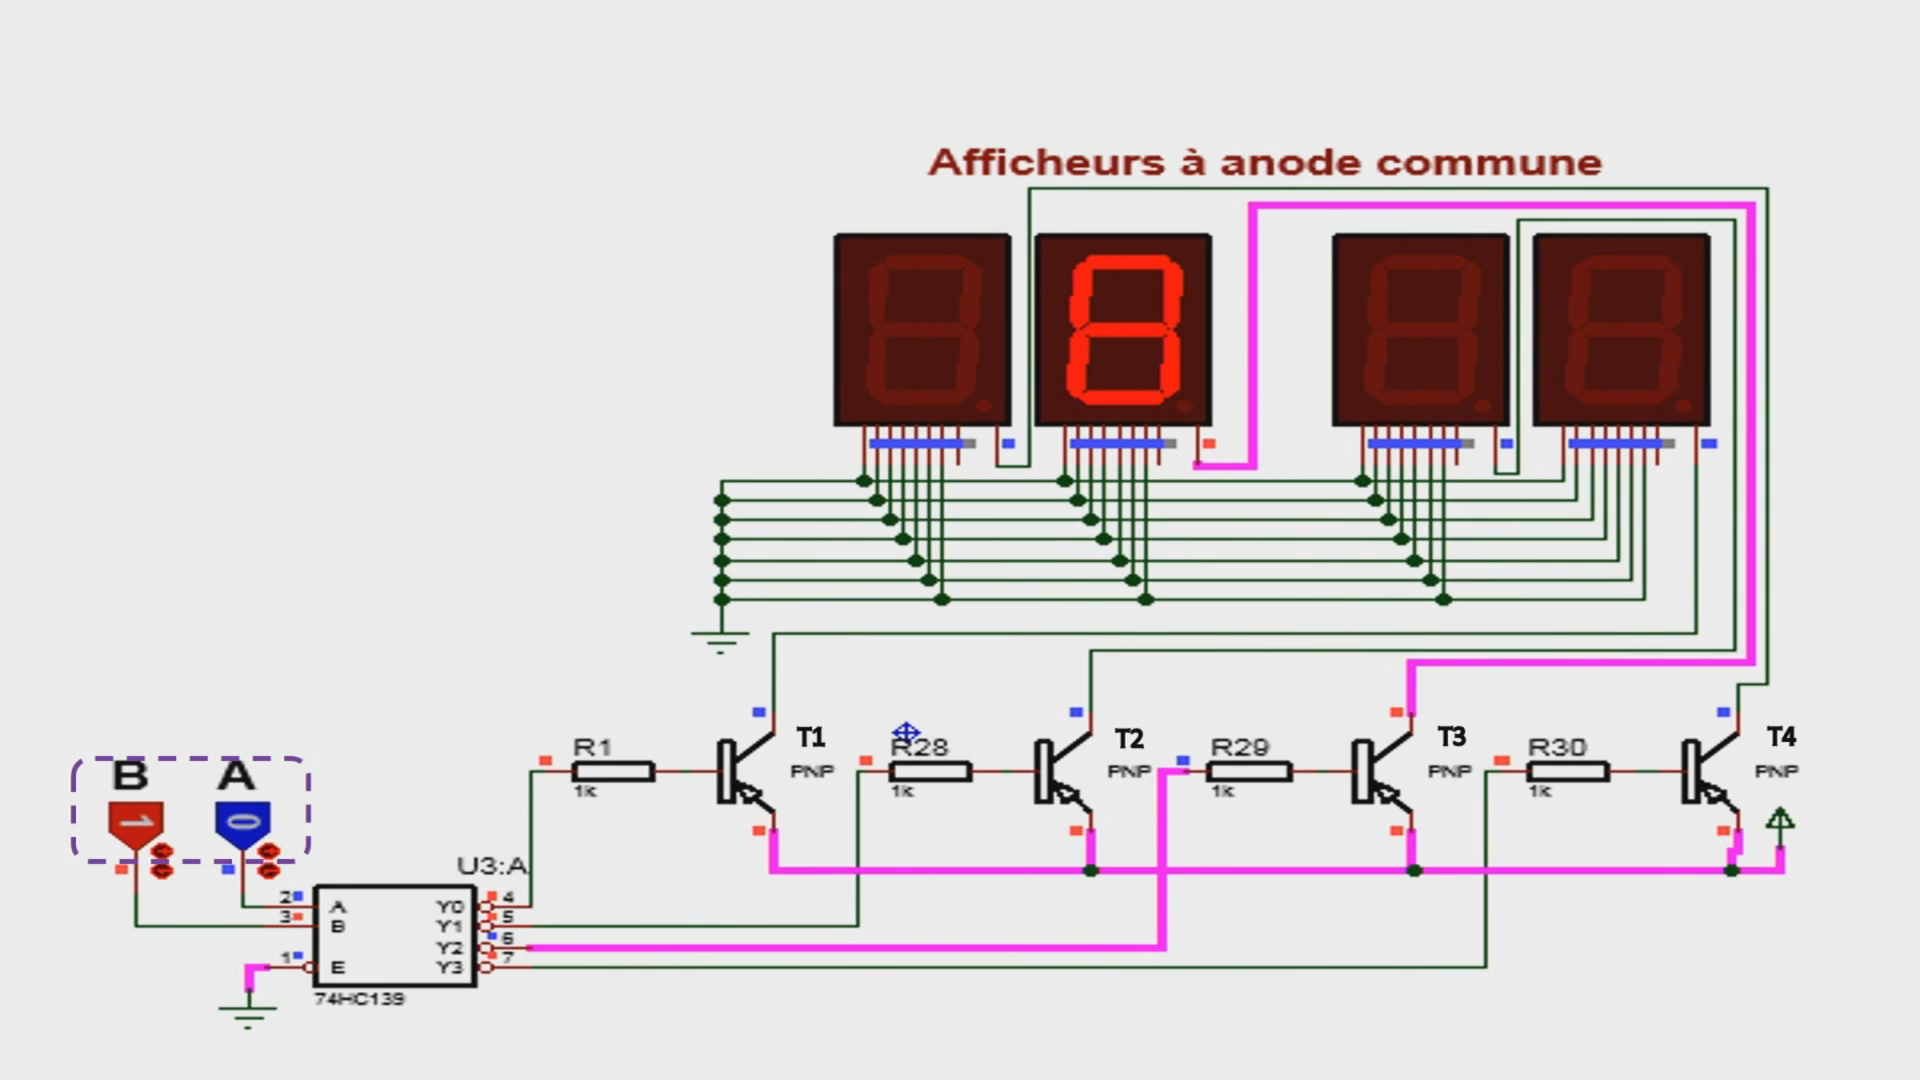 Afficheurs à anode commune
T1
T2
T3
T4
R1
R28
R29
R30
PNP
PNP
PNP
PNP
1k
1k
1k
1k
B A
1 0
U3:A
2 A Y0 4
3 B Y1 5
Y2 6
1 E Y3 7
74HC139